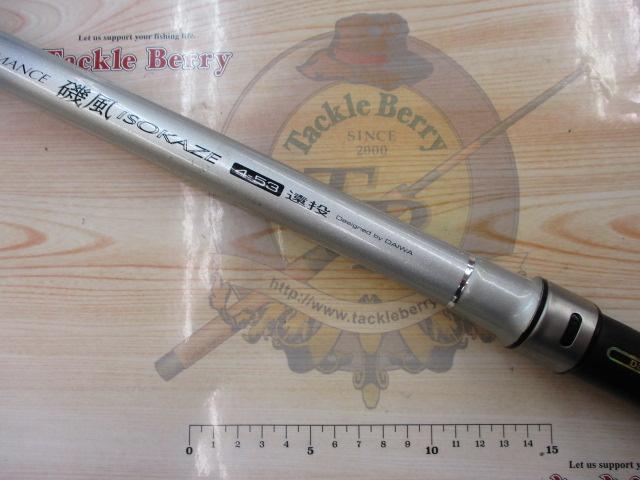 Let us support your fishing life.
Tackle Berry
MANCE 磯風 ISOKAZE 4-53 遠投 Designed by DAIWA
Tackle Berry
SINCE
2000
http://www.tackleberry
0 1 2 3 4 5 6 7 8 9 10 11 12 13 14 15
Let us support yo